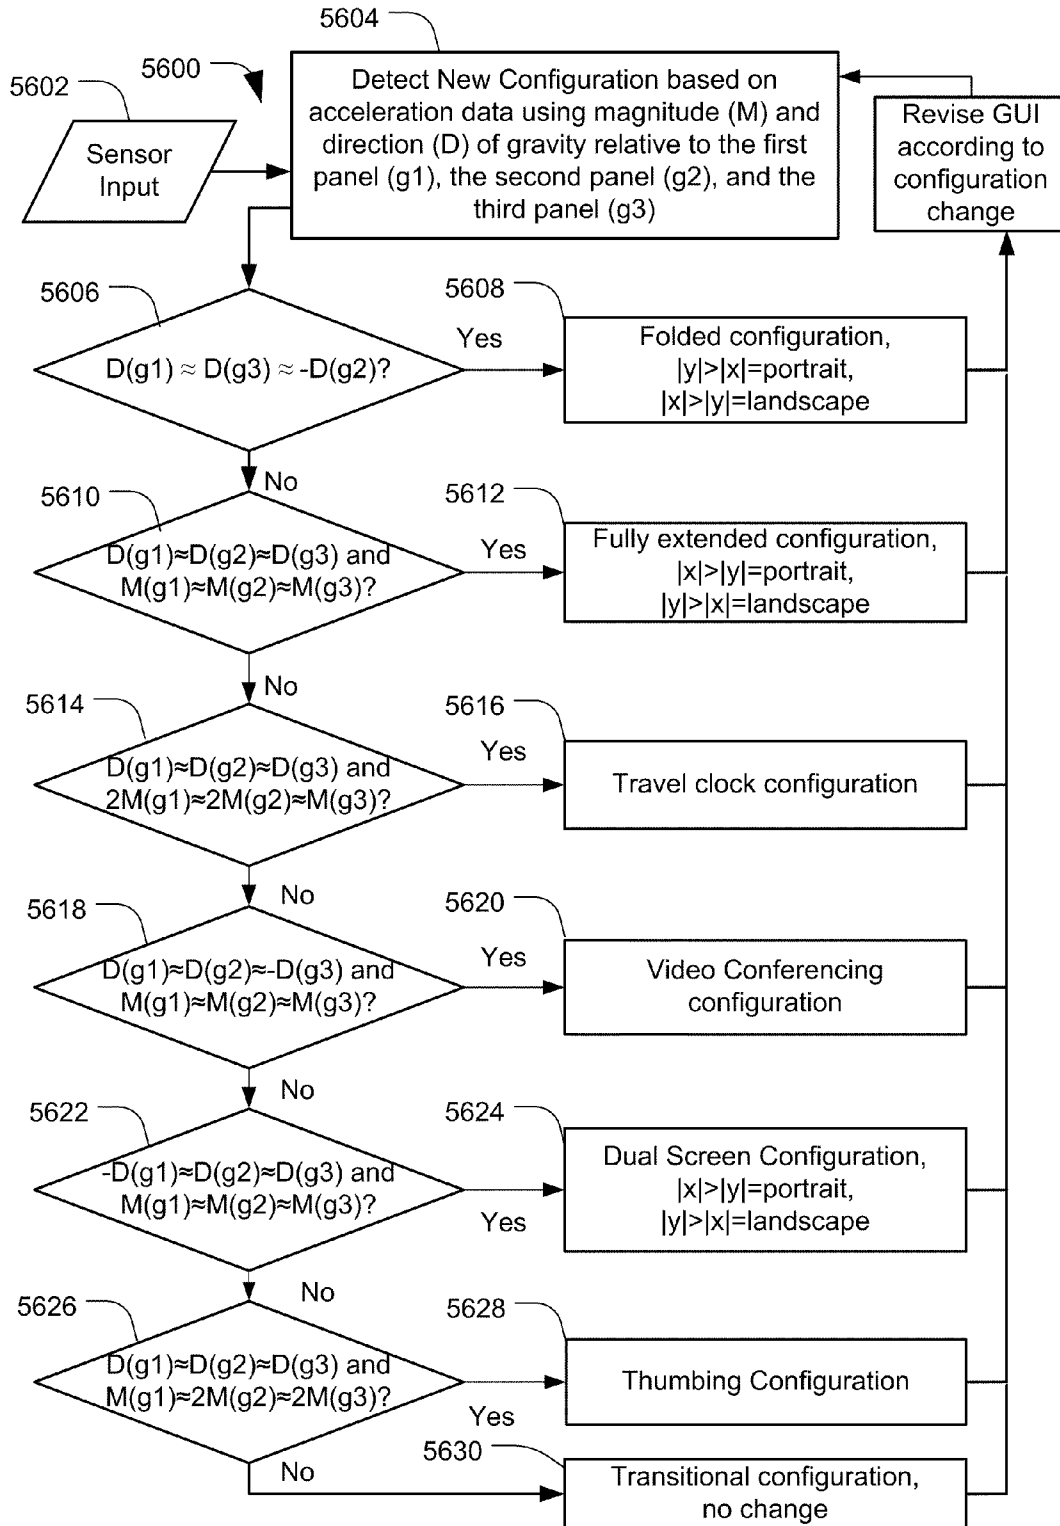 5604
5600
5602
Sensor
Input
Detect New Configuration based on
acceleration data using magnitude (M) and
direction (D) of gravity relative to the first
panel (g1), the second panel (g2), and the
third panel (g3)
Revise GUI
according to
configuration
change
5606
D(g1) ≈ D(g3) ≈ -D(g2)?
Yes
5608
Folded configuration,
|y|>|x|=portrait,
|x|>|y|=landscape
No
5610
D(g1)≈D(g2)≈D(g3) and
M(g1)≈M(g2)≈M(g3)?
Yes
5612
Fully extended configuration,
|x|>|y|=portrait,
|y|>|x|=landscape
No
5614
D(g1)≈D(g2)≈D(g3) and
2M(g1)≈2M(g2)≈M(g3)?
Yes
5616
Travel clock configuration
No
5618
D(g1)≈D(g2)≈-D(g3) and
M(g1)≈M(g2)≈M(g3)?
Yes
5620
Video Conferencing
configuration
No
5622
-D(g1)≈D(g2)≈D(g3) and
M(g1)≈M(g2)≈M(g3)?
Yes
5624
Dual Screen Configuration,
|x|>|y|=portrait,
|y|>|x|=landscape
No
5626
D(g1)≈D(g2)≈D(g3) and
M(g1)≈2M(g2)≈2M(g3)?
Yes
5628
Thumbing Configuration
No
5630
Transitional configuration,
no change